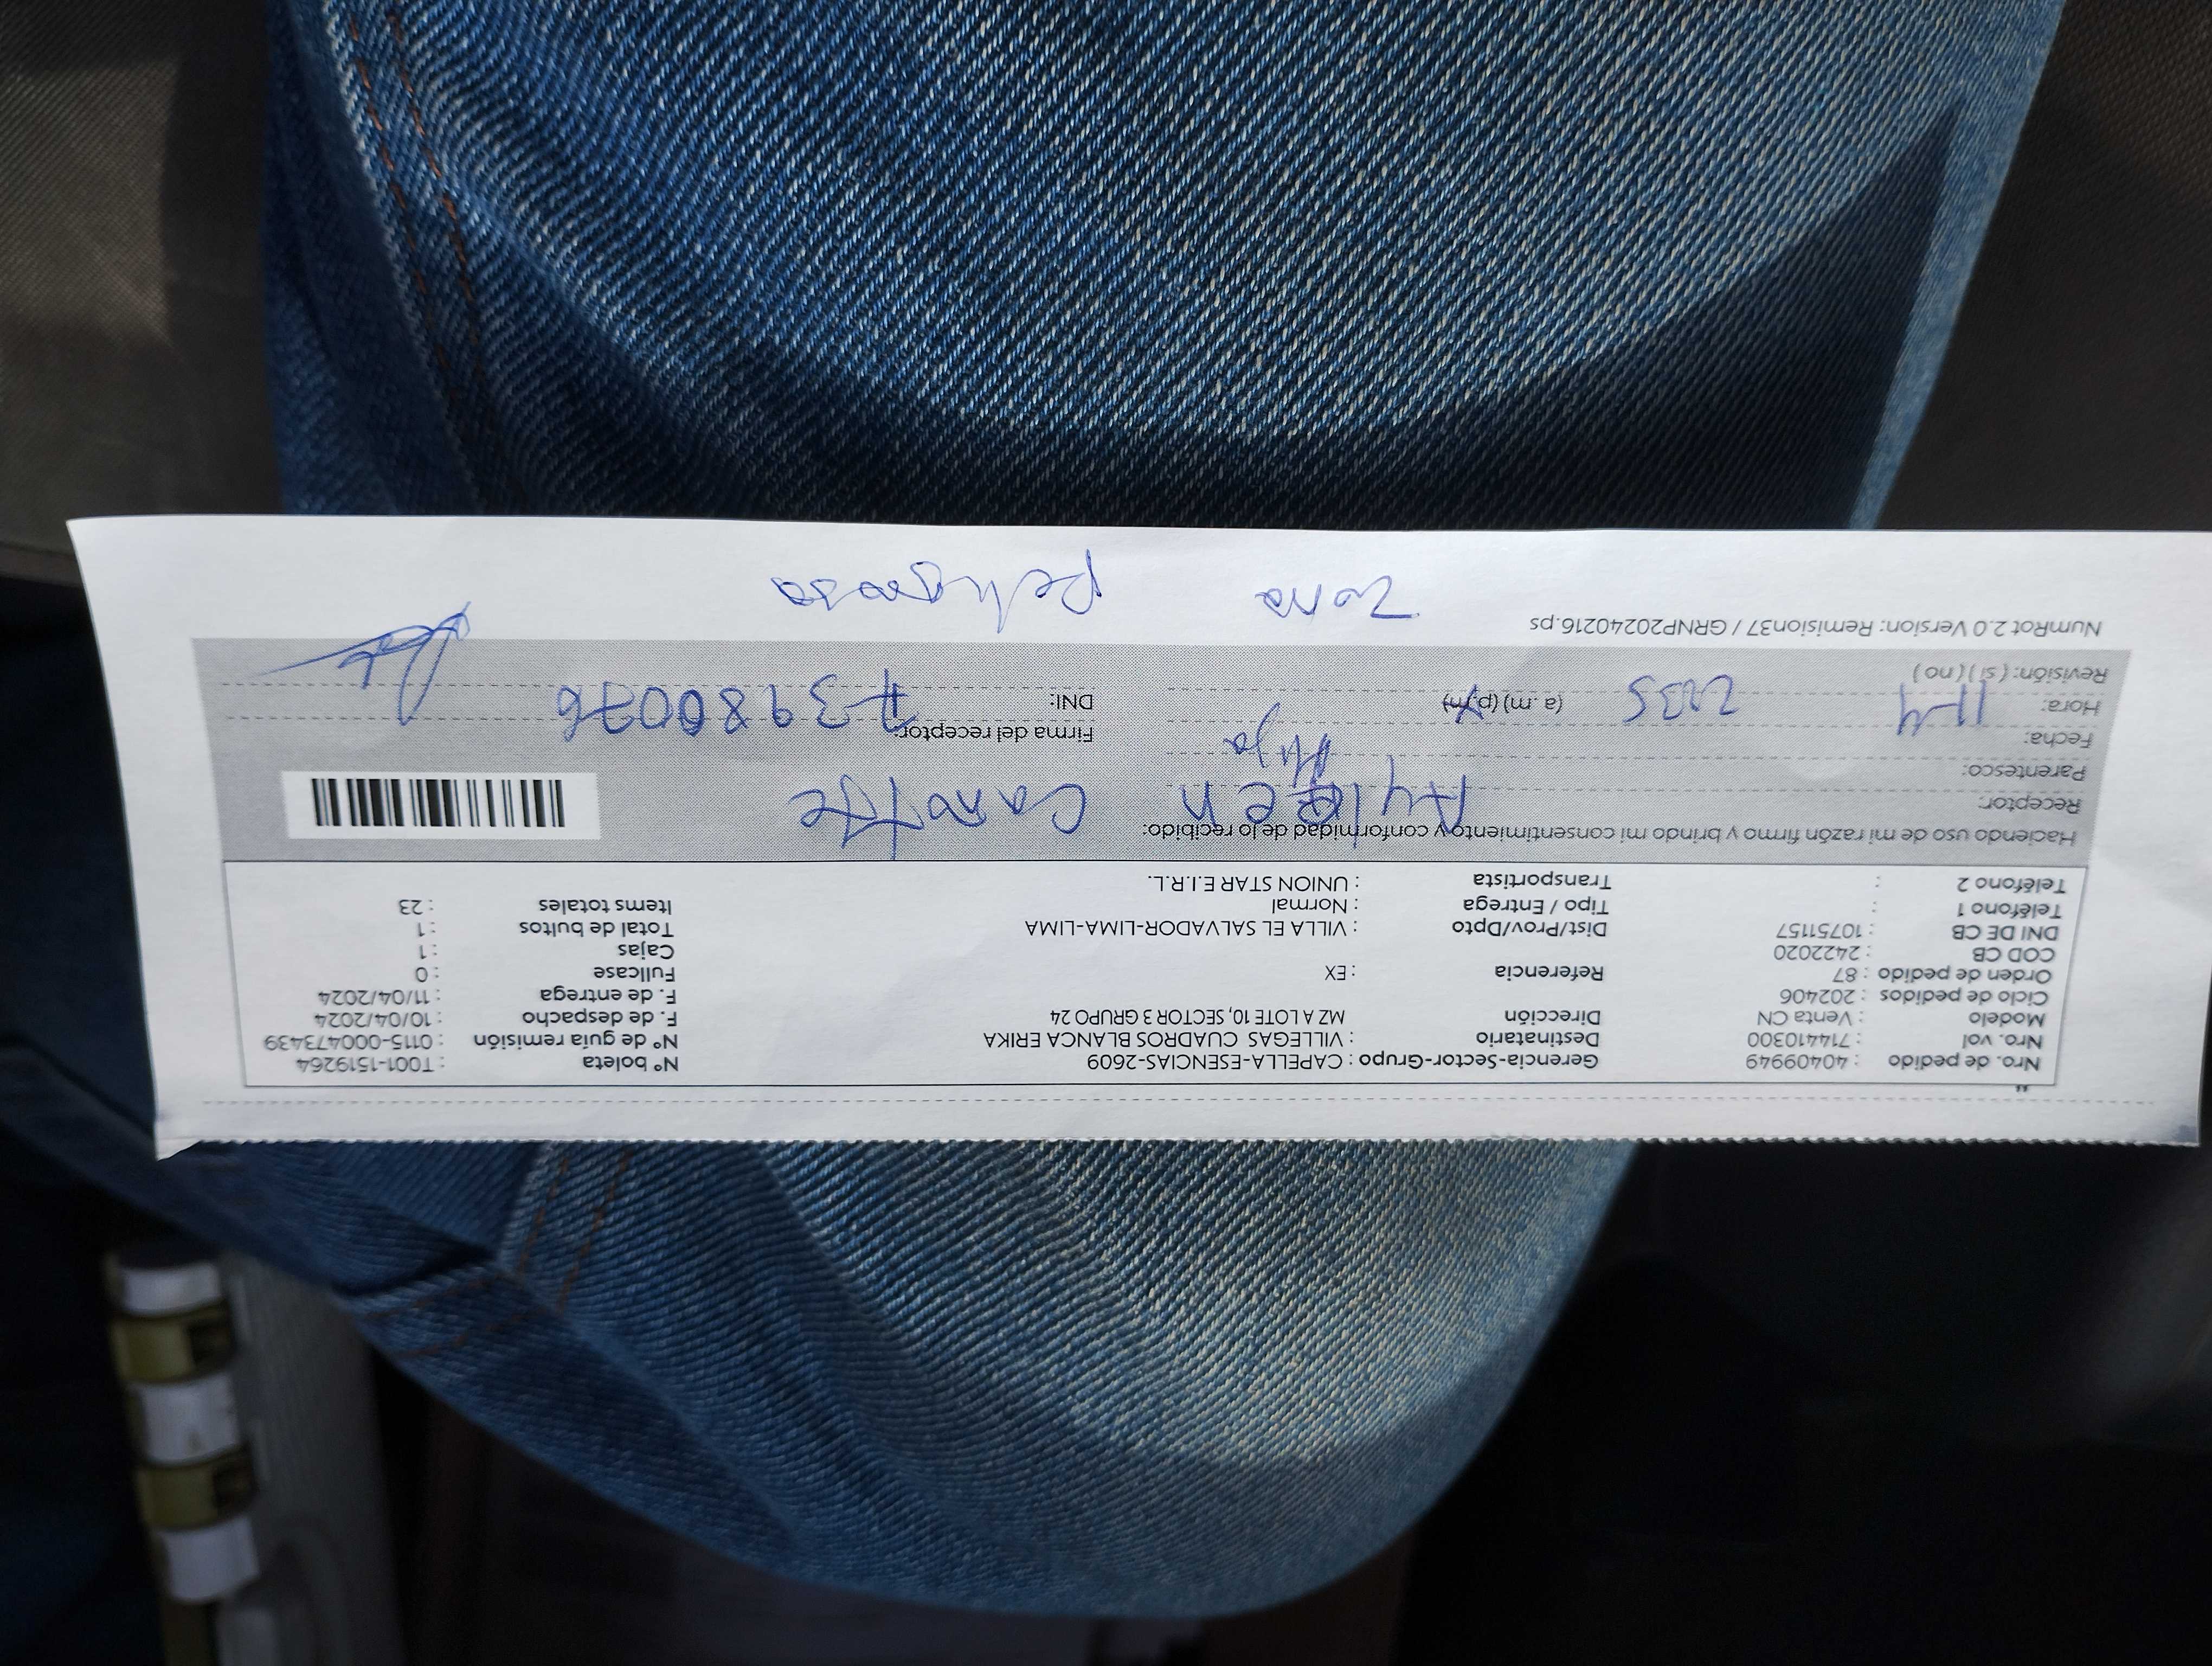 Nro. de pedido : 40409949 Gerencia-Sector-Grupo : CAPELLA-ESENCIAS-2609 Nº boleta : T001-1519264
Nro. vol : 714410300 Destinatario : VILLEGAS CUADROS BLANCA ERIKA Nº de guía remisión : 0115-000473439
Modelo : Venta CN Dirección MZ A LOTE 10, SECTOR 3 GRUPO 24 F. de despacho : 10/04/2024
Ciclo de pedidos : 202406 F. de entrega : 11/04/2024
Orden de pedido : 87 Referencia : EX Fullcase : 0
COD CB : 2422020 Cajas : 1
DNI DE CB : 10751157 Dist/Prov/Dpto : VILLA EL SALVADOR-LIMA-LIMA Total de bultos : 1
Teléfono 1 : Tipo / Entrega : Normal Items totales : 23
Teléfono 2 : Transportista : UNION STAR E.I.R.L.
Haciendo uso de mi razón firmo y brindo mi consentimiento y conformidad de lo recibido:
Receptor: Ayleen
Parentesco: Hija
Fecha: 11-4 Firma del receptor:
Hora: (a. m) (p. m) DNI: 73980076
Revisión: ( si ) ( no )
NumRot 2.0 Version: Remision37 / GRNP20240216.ps
Zona peligrosa